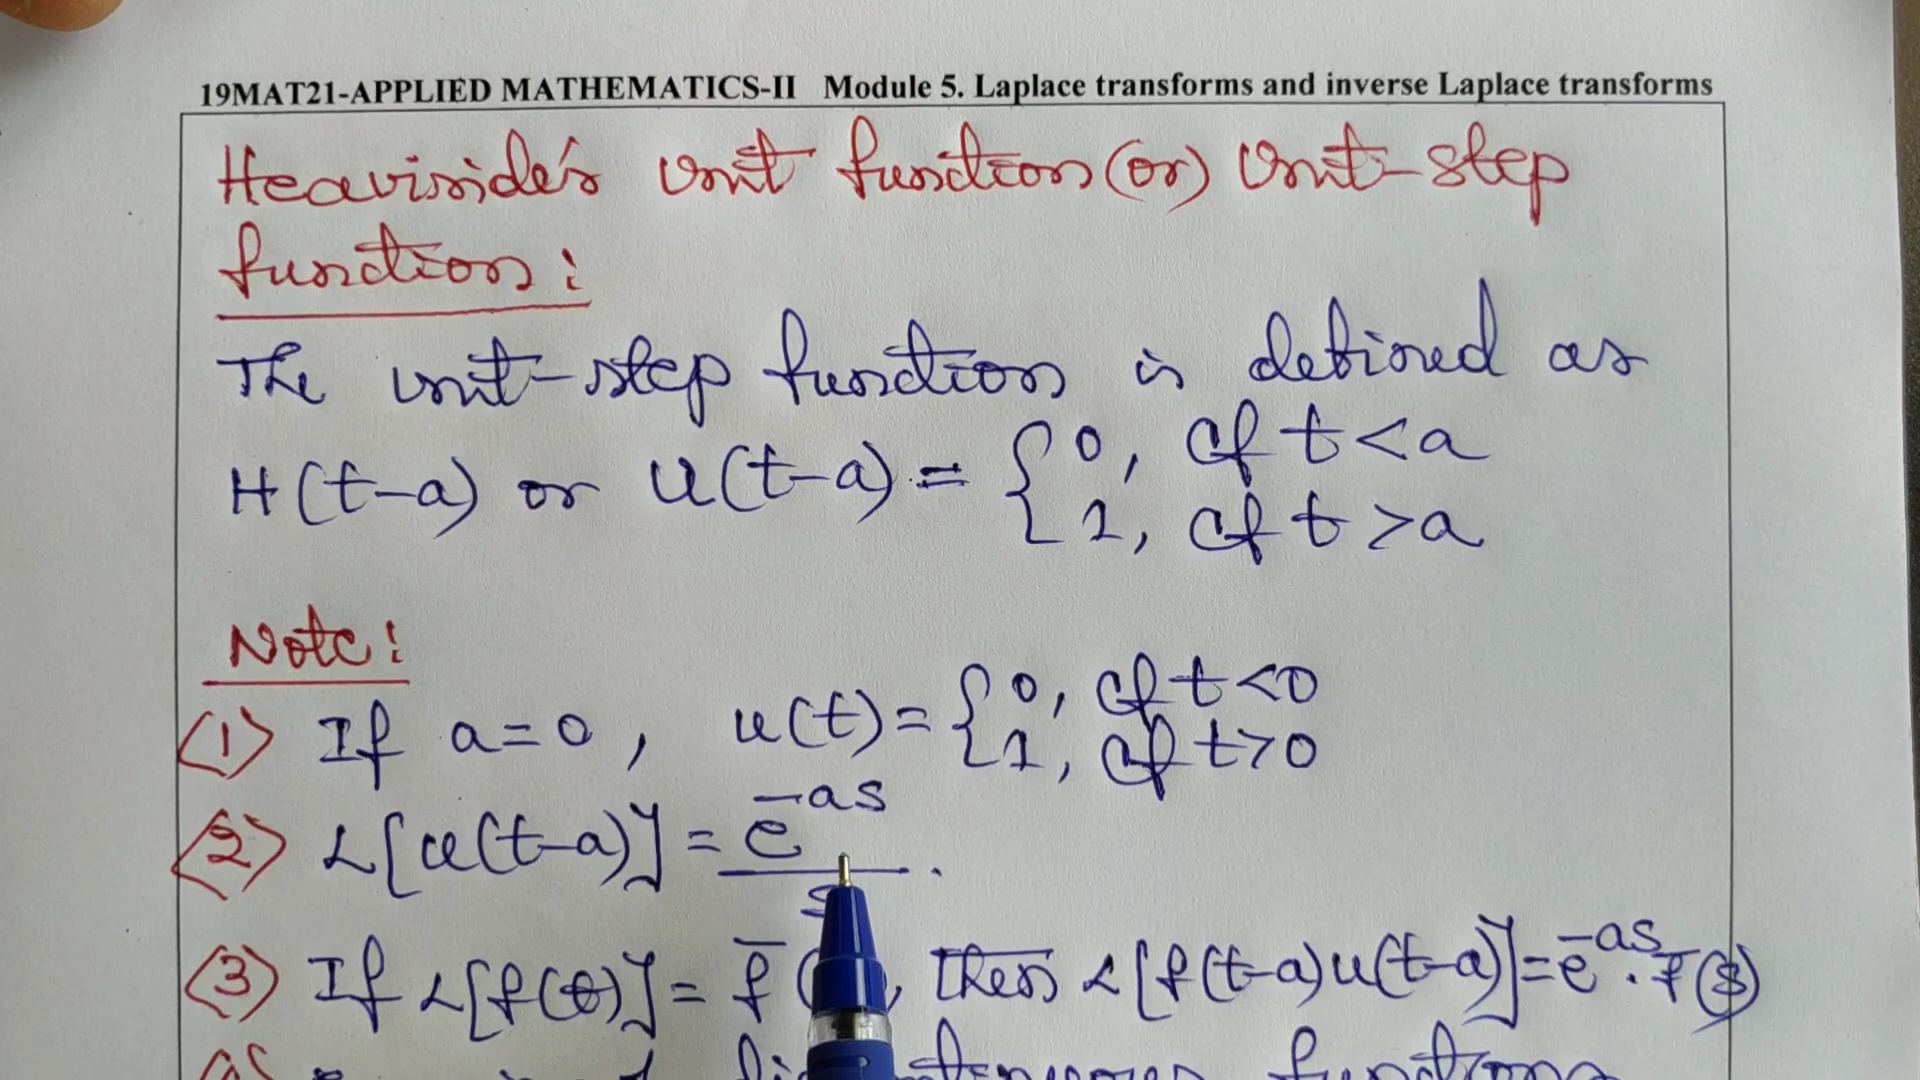 19MAT21-APPLIED MATHEMATICS-II Module 5. Laplace transforms and inverse Laplace transforms
Heaviside's unit function (or) Unit-step
function:
The unit-step function is defined as
H(t-a) or u(t-a) = { 0, if t<a
1, if t>a
Note:
(1) If a=0, u(t) = { 0, if t<0
1, if t>0
(2) L[u(t-a)] = e^-as
s .
(3) If L[f(t)] = f̄( , then L[f(t-a)u(t-a)] = e^-as . f̄(s)
functions